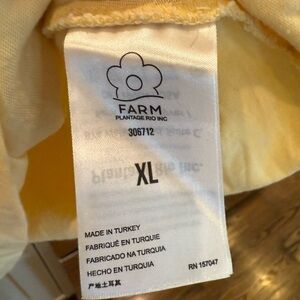 FARM
PLANTAGE RIO INC
306712
XL
MADE IN TURKEY
FABRIQUÉ EN TURQUIE
FABRICADO NA TURQUIA
HECHO EN TURQUIA
RN 157047
产地土耳其